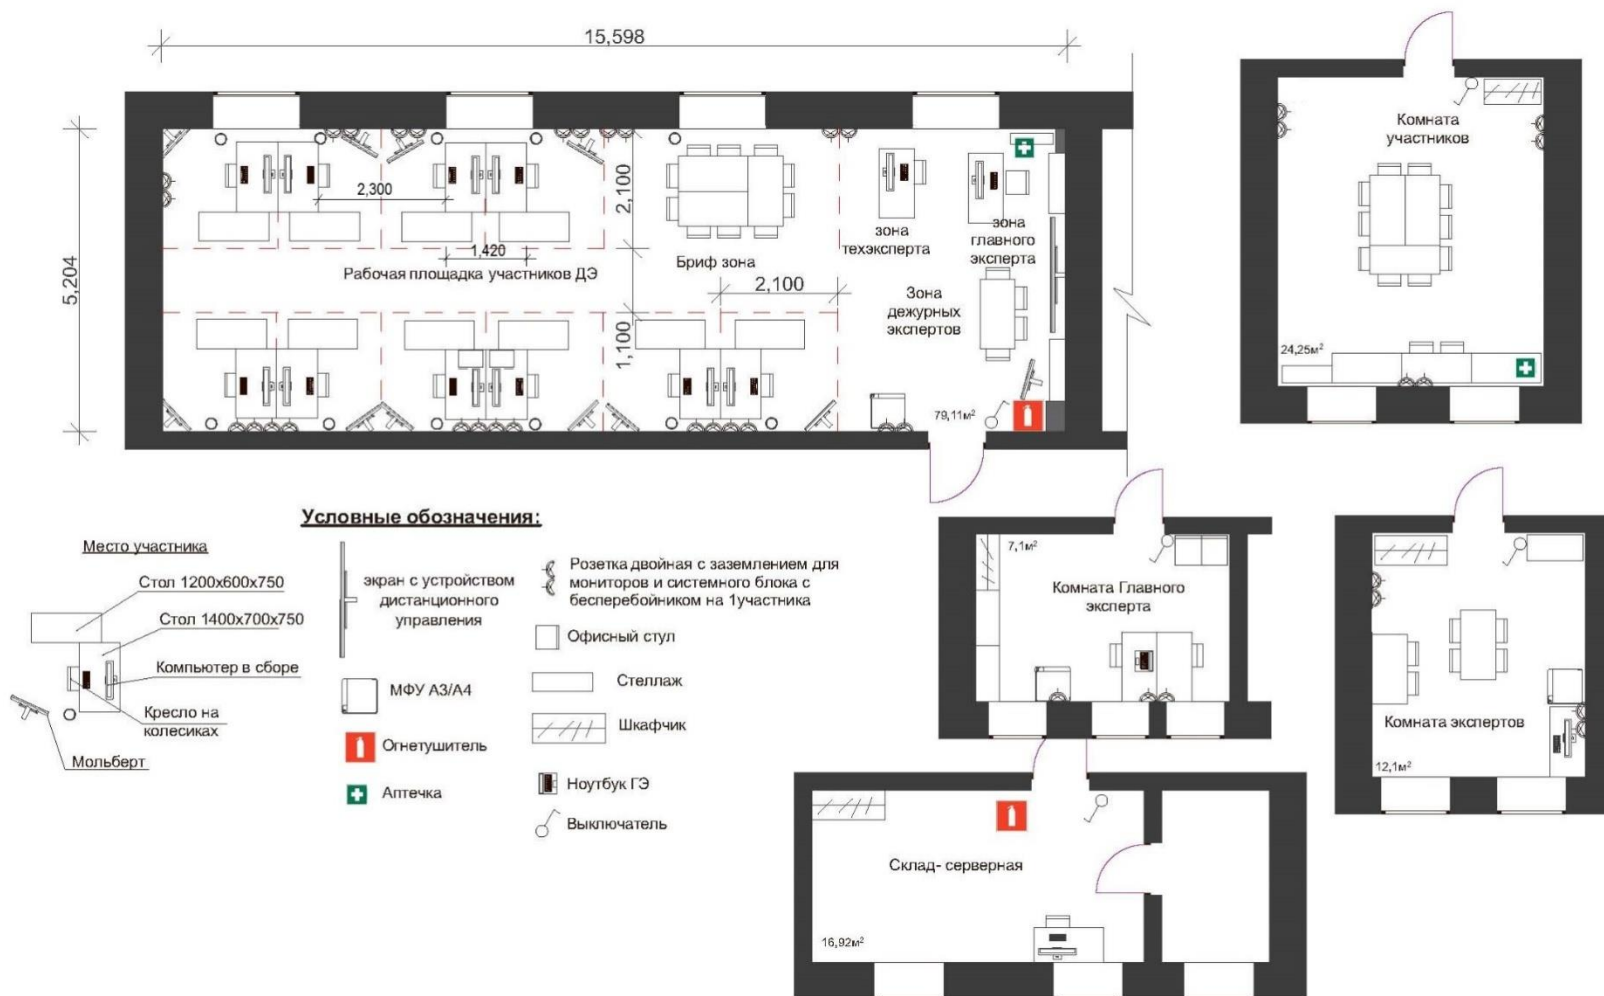 15,598
5,204
2,300
2,100
1,420
Рабочая площадка участников ДЭ
Бриф зона
2,100
1,100
зона
техэксперта
зона
главного
эксперта
Зона
дежурных
экспертов
79,11м²
Комната
участников
24,25м²
Условные обозначения:
Место участника
Стол 1200х600х750
Стол 1400х700х750
Компьютер в сборе
Кресло на
колесиках
Мольберт
экран с устройством
дистанционного
управления
МФУ А3/А4
Огнетушитель
Аптечка
Розетка двойная с заземлением для
мониторов и системного блока с
бесперебойником на 1участника
Офисный стул
Стеллаж
Шкафчик
Ноутбук ГЭ
Выключатель
7,1м²
Комната Главного
эксперта
Комната экспертов
12,1м²
Склад- серверная
16,92м²